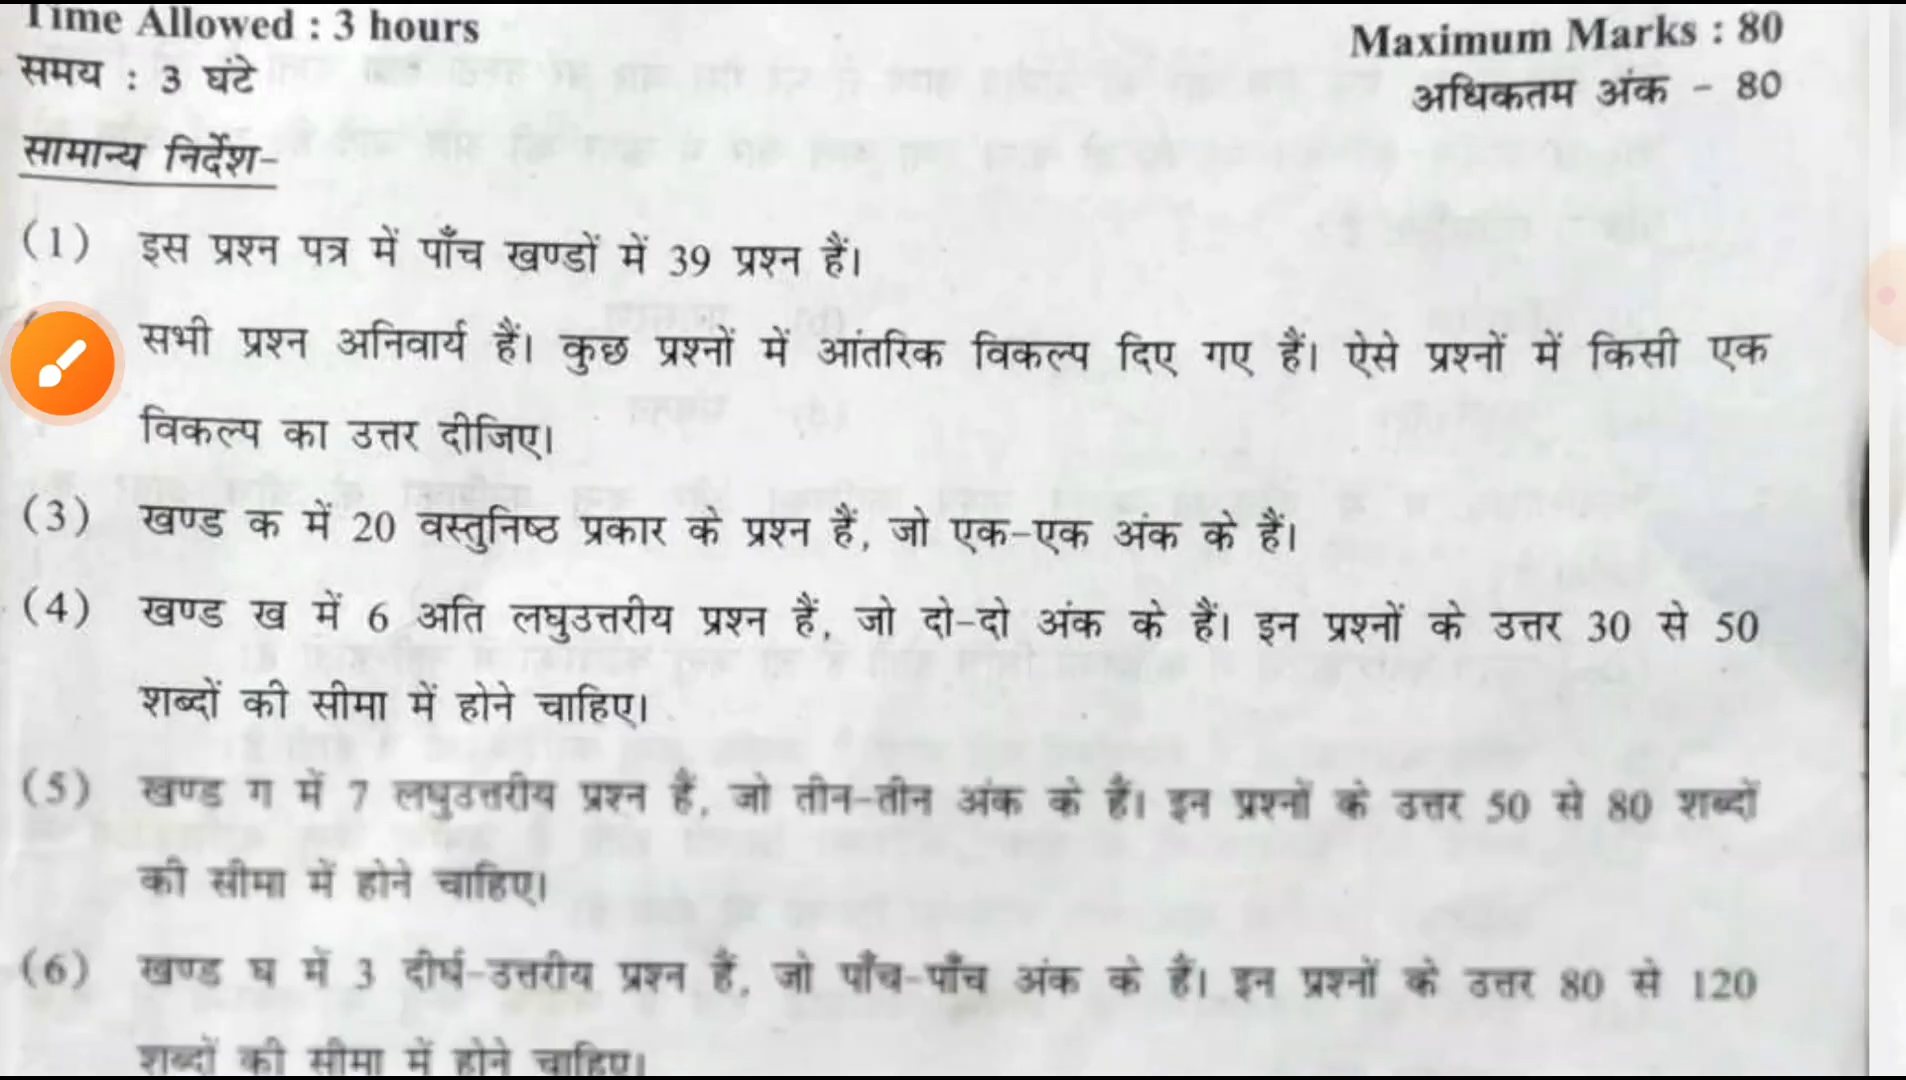 Time Allowed : 3 hours
Maximum Marks : 80
समय : 3 घंटे
अधिकतम अंक - 80
सामान्य निर्देश-
(1) इस प्रश्न पत्र में पाँच खण्डों में 39 प्रश्न हैं।
सभी प्रश्न अनिवार्य हैं। कुछ प्रश्नों में आंतरिक विकल्प दिए गए हैं। ऐसे प्रश्नों में किसी एक
विकल्प का उत्तर दीजिए।
(3) खण्ड क में 20 वस्तुनिष्ठ प्रकार के प्रश्न हैं, जो एक-एक अंक के हैं।
(4) खण्ड ख में 6 अति लघुउत्तरीय प्रश्न हैं, जो दो-दो अंक के हैं। इन प्रश्नों के उत्तर 30 से 50
शब्दों की सीमा में होने चाहिए।
(5) खण्ड ग में 7 लघुउत्तरीय प्रश्न हैं, जो तीन-तीन अंक के हैं। इन प्रश्नों के उत्तर 50 से 80 शब्दों
की सीमा में होने चाहिए।
(6) खण्ड घ में 3 दीर्घ-उत्तरीय प्रश्न हैं, जो पाँच-पाँच अंक के हैं। इन प्रश्नों के उत्तर 80 से 120
शब्दों की सीमा में होने चाहिए।